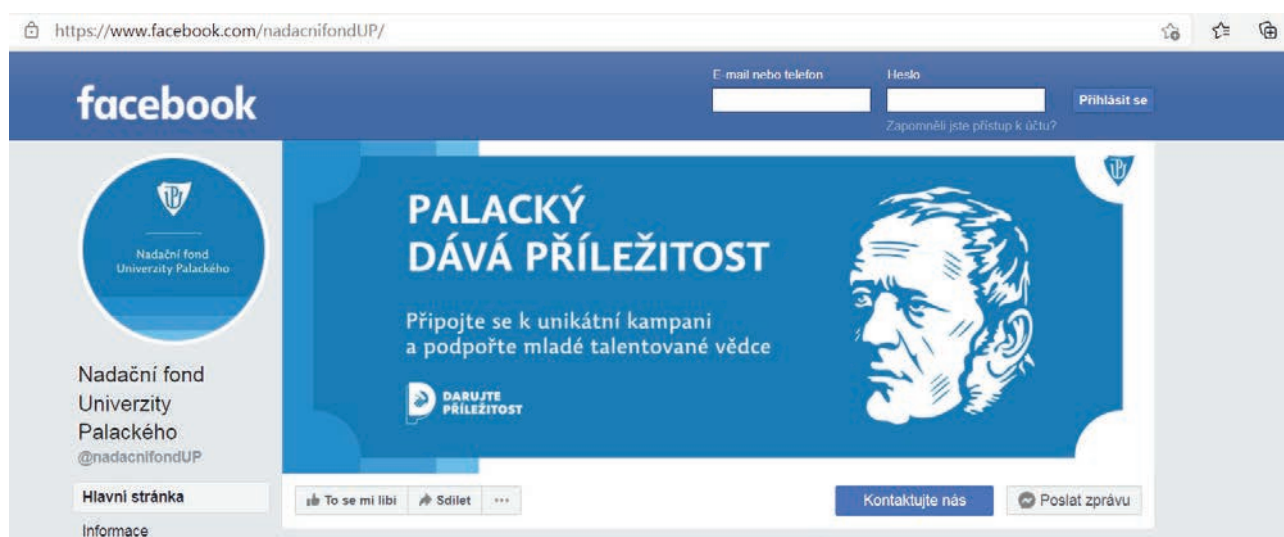 https://www.facebook.com/nadacnifondUP/
facebook
E-mail nebo telefon
Heslo
Přihlásit se
Zapomněli jste přístup k účtu?
UP
Nadační fond
Univerzity Palackého
PALACKÝ
DÁVÁ PŘÍLEŽITOST
Připojte se k unikátní kampani
a podpořte mladé talentované vědce
DARUJTE
PŘÍLEŽITOST
UP
Nadační fond
Univerzity
Palackého
@nadacnifondUP
Hlavní stránka
Informace
To se mi líbí
Sdílet
Kontaktujte nás
Poslat zprávu